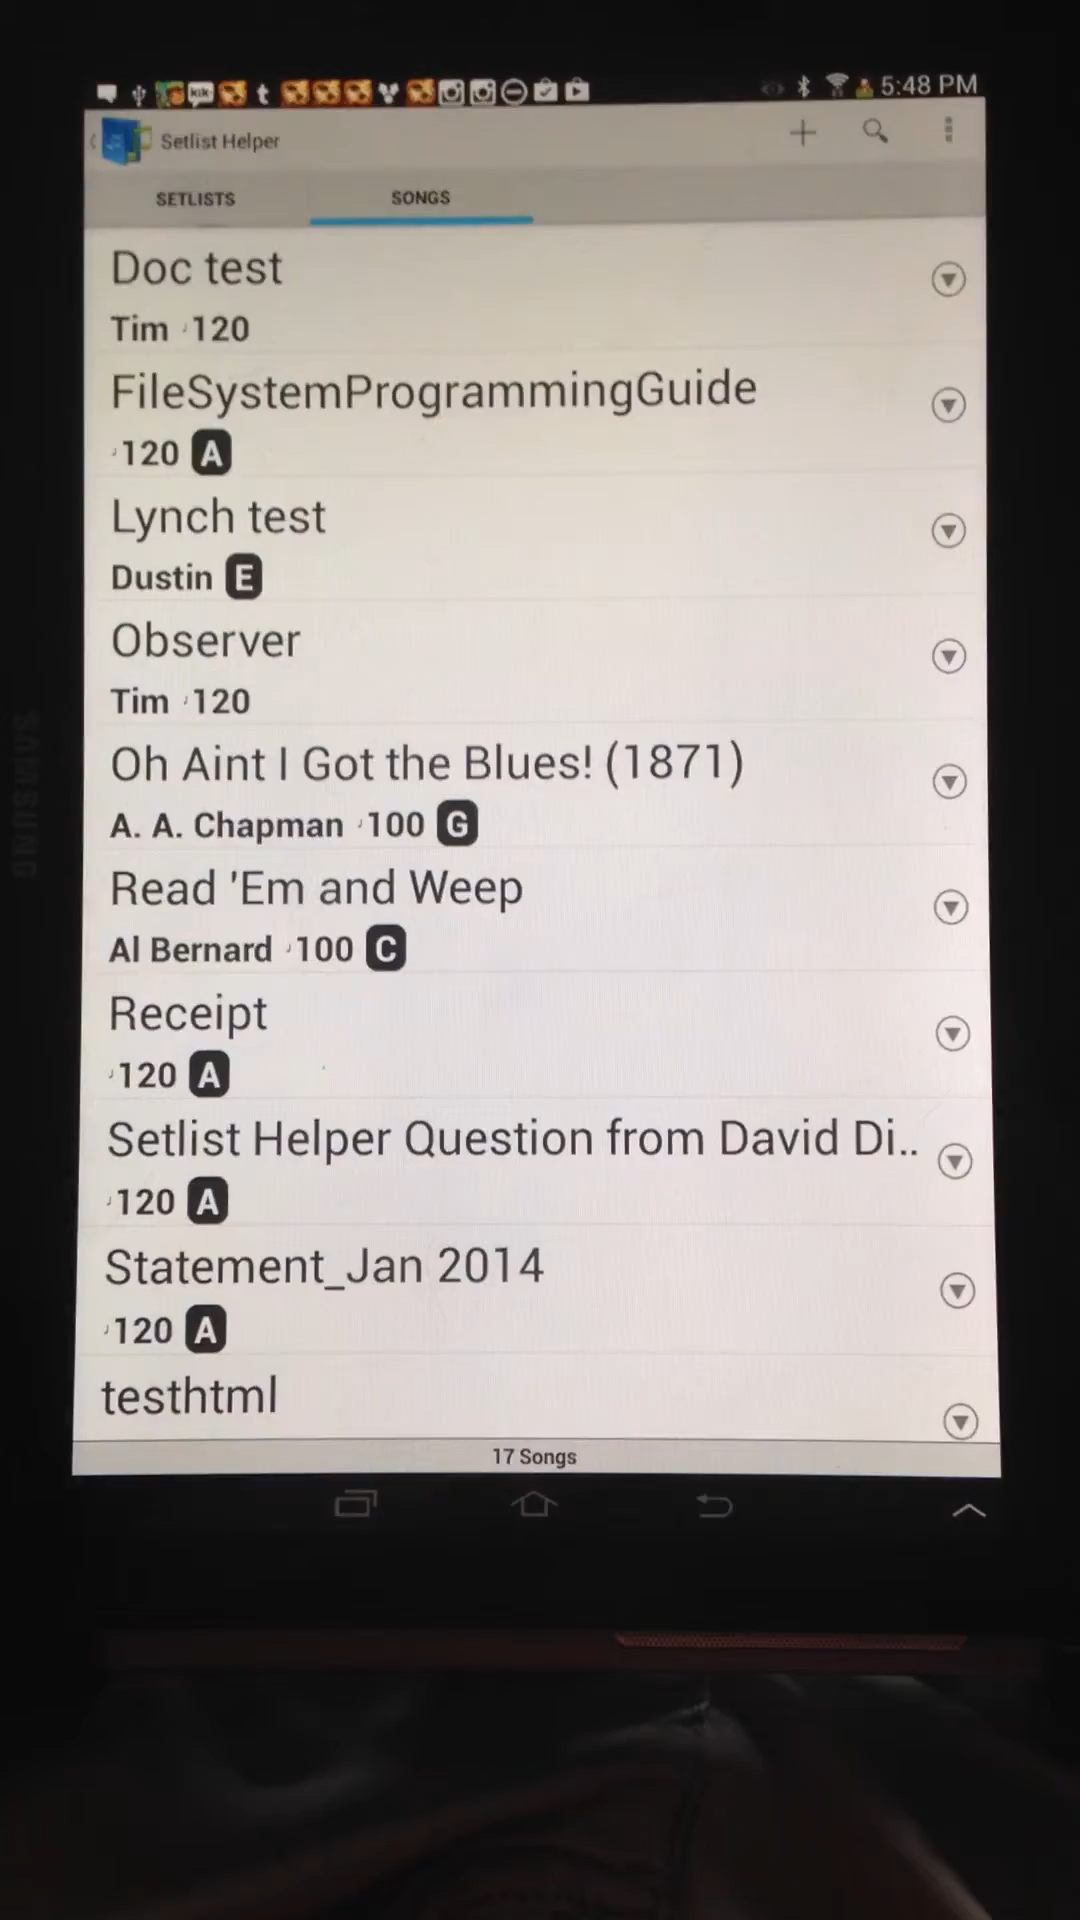 kik
t
5:48 PM
Setlist Helper
SETLISTS
SONGS
Doc test
Tim 120
FileSystemProgrammingGuide
120 A
Lynch test
Dustin E
Observer
Tim 120
Oh Aint I Got the Blues! (1871)
A. A. Chapman 100 G
Read 'Em and Weep
Al Bernard 100 C
Receipt
120 A
Setlist Helper Question from David Di..
120 A
Statement_Jan 2014
120 A
testhtml
17 Songs
SAMSUNG